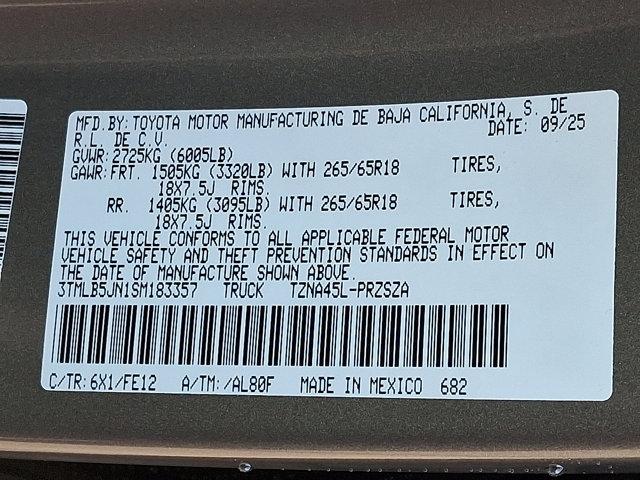 MFD.BY: TOYOTA MOTOR MANUFACTURING DE BAJA CALIFORNIA, S. DE
R.L. DE C.V. DATE: 09/25
GVWR: 2725KG (6005LB)
GAWR: FRT. 1505KG (3320LB) WITH 265/65R18 TIRES,
18X7.5J RIMS.
RR. 1405KG (3095LB) WITH 265/65R18 TIRES,
18X7.5J RIMS.
THIS VEHICLE CONFORMS TO ALL APPLICABLE FEDERAL MOTOR
VEHICLE SAFETY AND THEFT PREVENTION STANDARDS IN EFFECT ON
THE DATE OF MANUFACTURE SHOWN ABOVE.
3TMLB5JN1SM183357 TRUCK TZNA45L-PRZSZA
C/TR: 6X1/FE12 A/TM: /AL80F MADE IN MEXICO 682